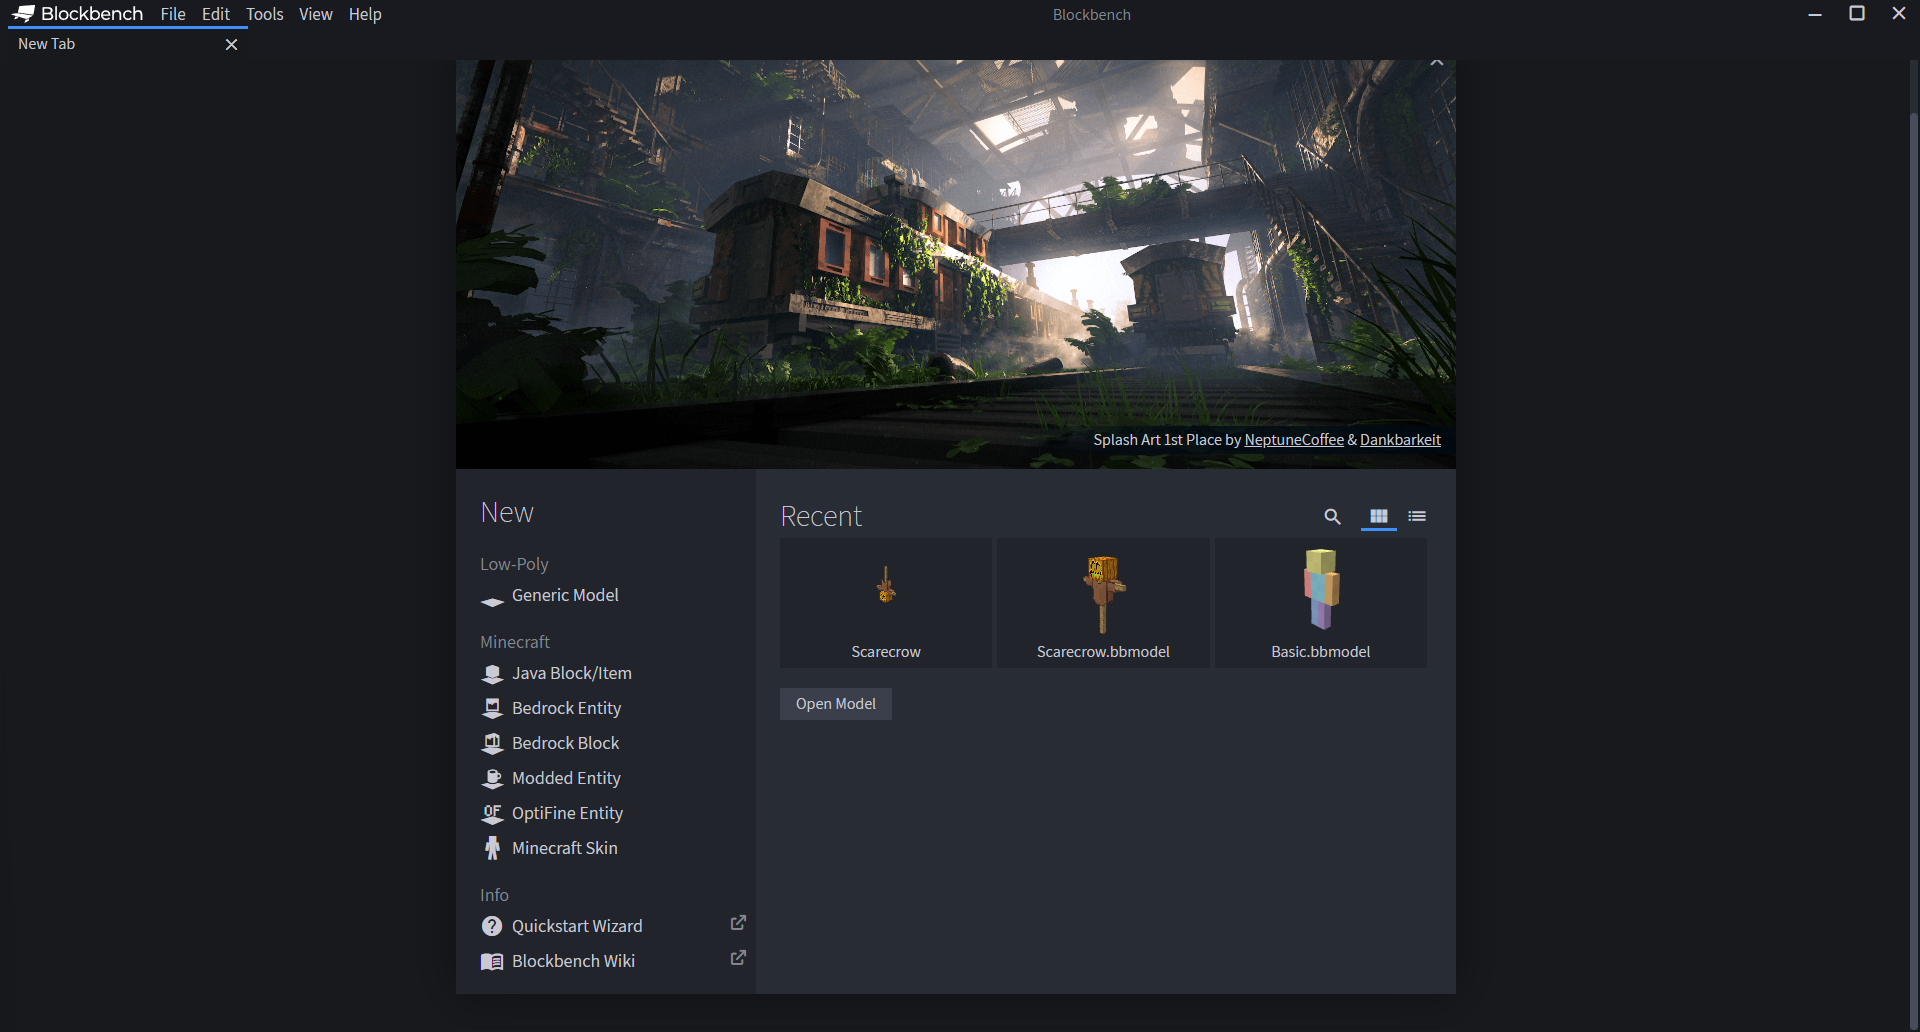 Blockbench File Edit Tools View Help
Blockbench
New Tab
Splash Art 1st Place by NeptuneCoffee & Dankbarkeit
New
Low-Poly
Generic Model
Minecraft
Java Block/Item
Bedrock Entity
Bedrock Block
Modded Entity
OF OptiFine Entity
Minecraft Skin
Info
Quickstart Wizard
Blockbench Wiki
Recent
Scarecrow
Scarecrow.bbmodel
Basic.bbmodel
Open Model